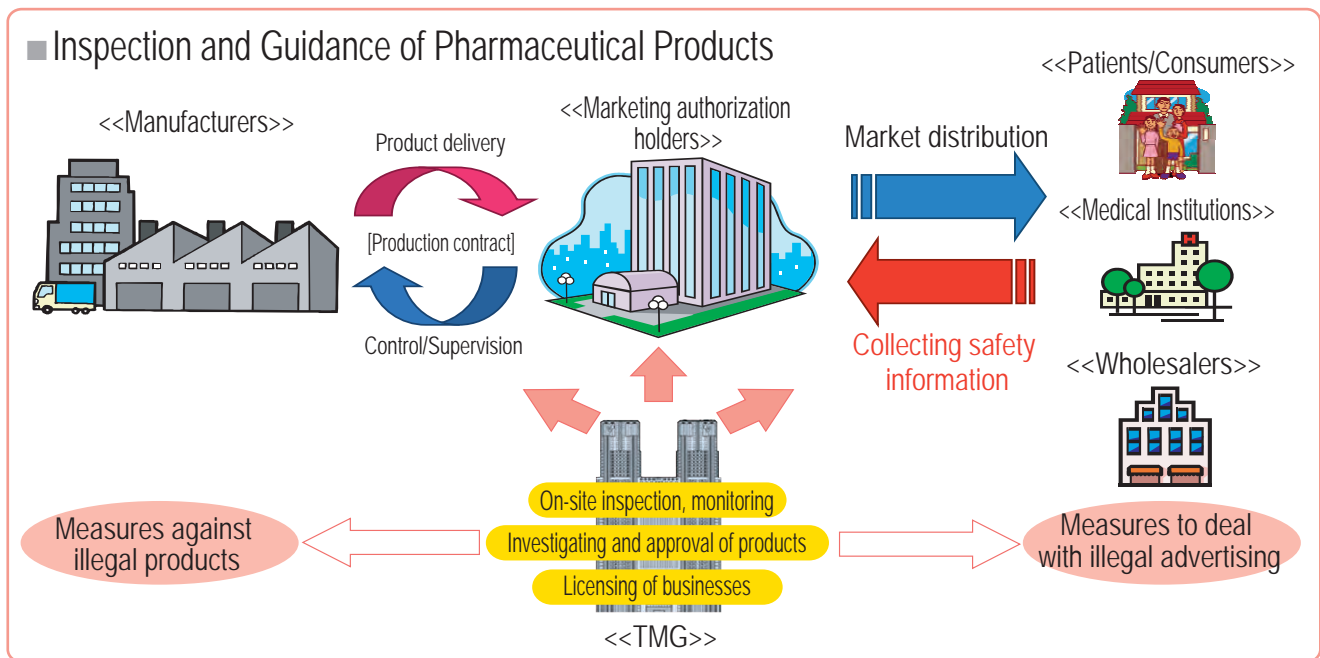 Inspection and Guidance of Pharmaceutical Products
<<Manufacturers>>
Product delivery
[Production contract]
Control/Supervision
<<Marketing authorization
holders>>
Market distribution
Collecting safety
information
<<Patients/Consumers>>
<<Medical Institutions>>
H
<<Wholesalers>>
On-site inspection, monitoring
Investigating and approval of products
Licensing of businesses
<<TMG>>
Measures against
illegal products
Measures to deal
with illegal advertising